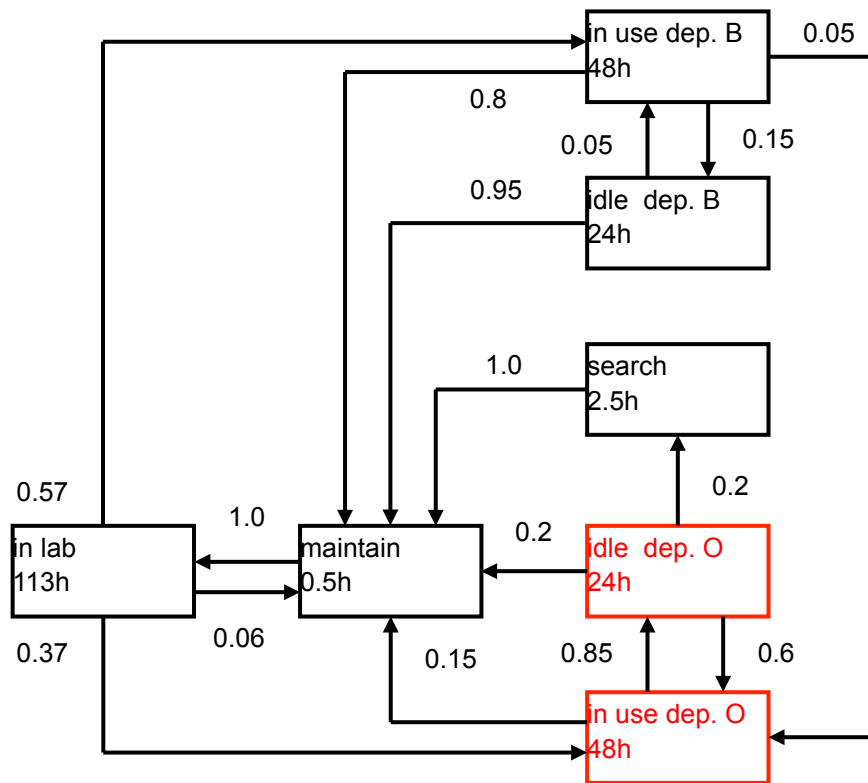 in use dep. B
48h
0.05
0.8
0.05
0.15
idle  dep. B
24h
0.95
search
2.5h
1.0
0.57
1.0
0.2
in lab
113h
maintain
0.5h
0.2
idle  dep. O
24h
0.37
0.06
0.15
0.85
0.6
in use dep. O
48h